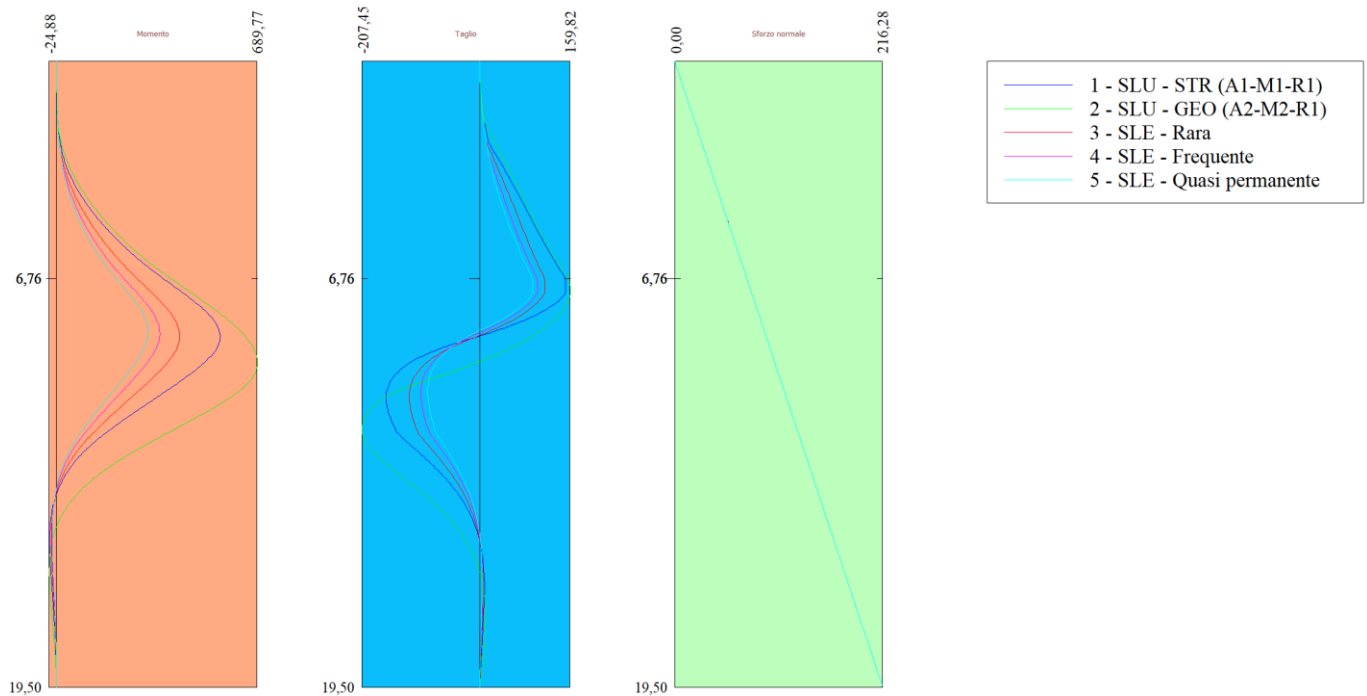 -24,88
Momento
689,77
-207,45
Taglio
159,82
0,00
Sforzo normale
216,28
6,76
6,76
6,76
19,50
19,50
19,50
1 - SLU - STR (A1-M1-R1)
2 - SLU - GEO (A2-M2-R1)
3 - SLE - Rara
4 - SLE - Frequente
5 - SLE - Quasi permanente